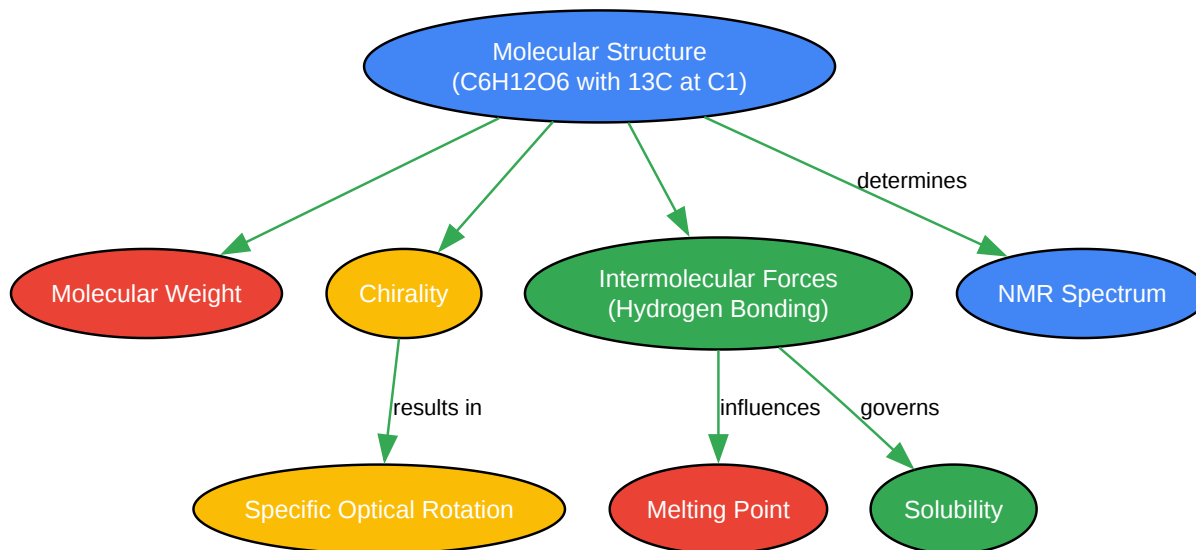 Molecular Structure
(C6H12O6 with 13C at C1)
determines
Molecular Weight
Chirality
Intermolecular Forces
(Hydrogen Bonding)
NMR Spectrum
results in
influences
governs
Specific Optical Rotation
Melting Point
Solubility